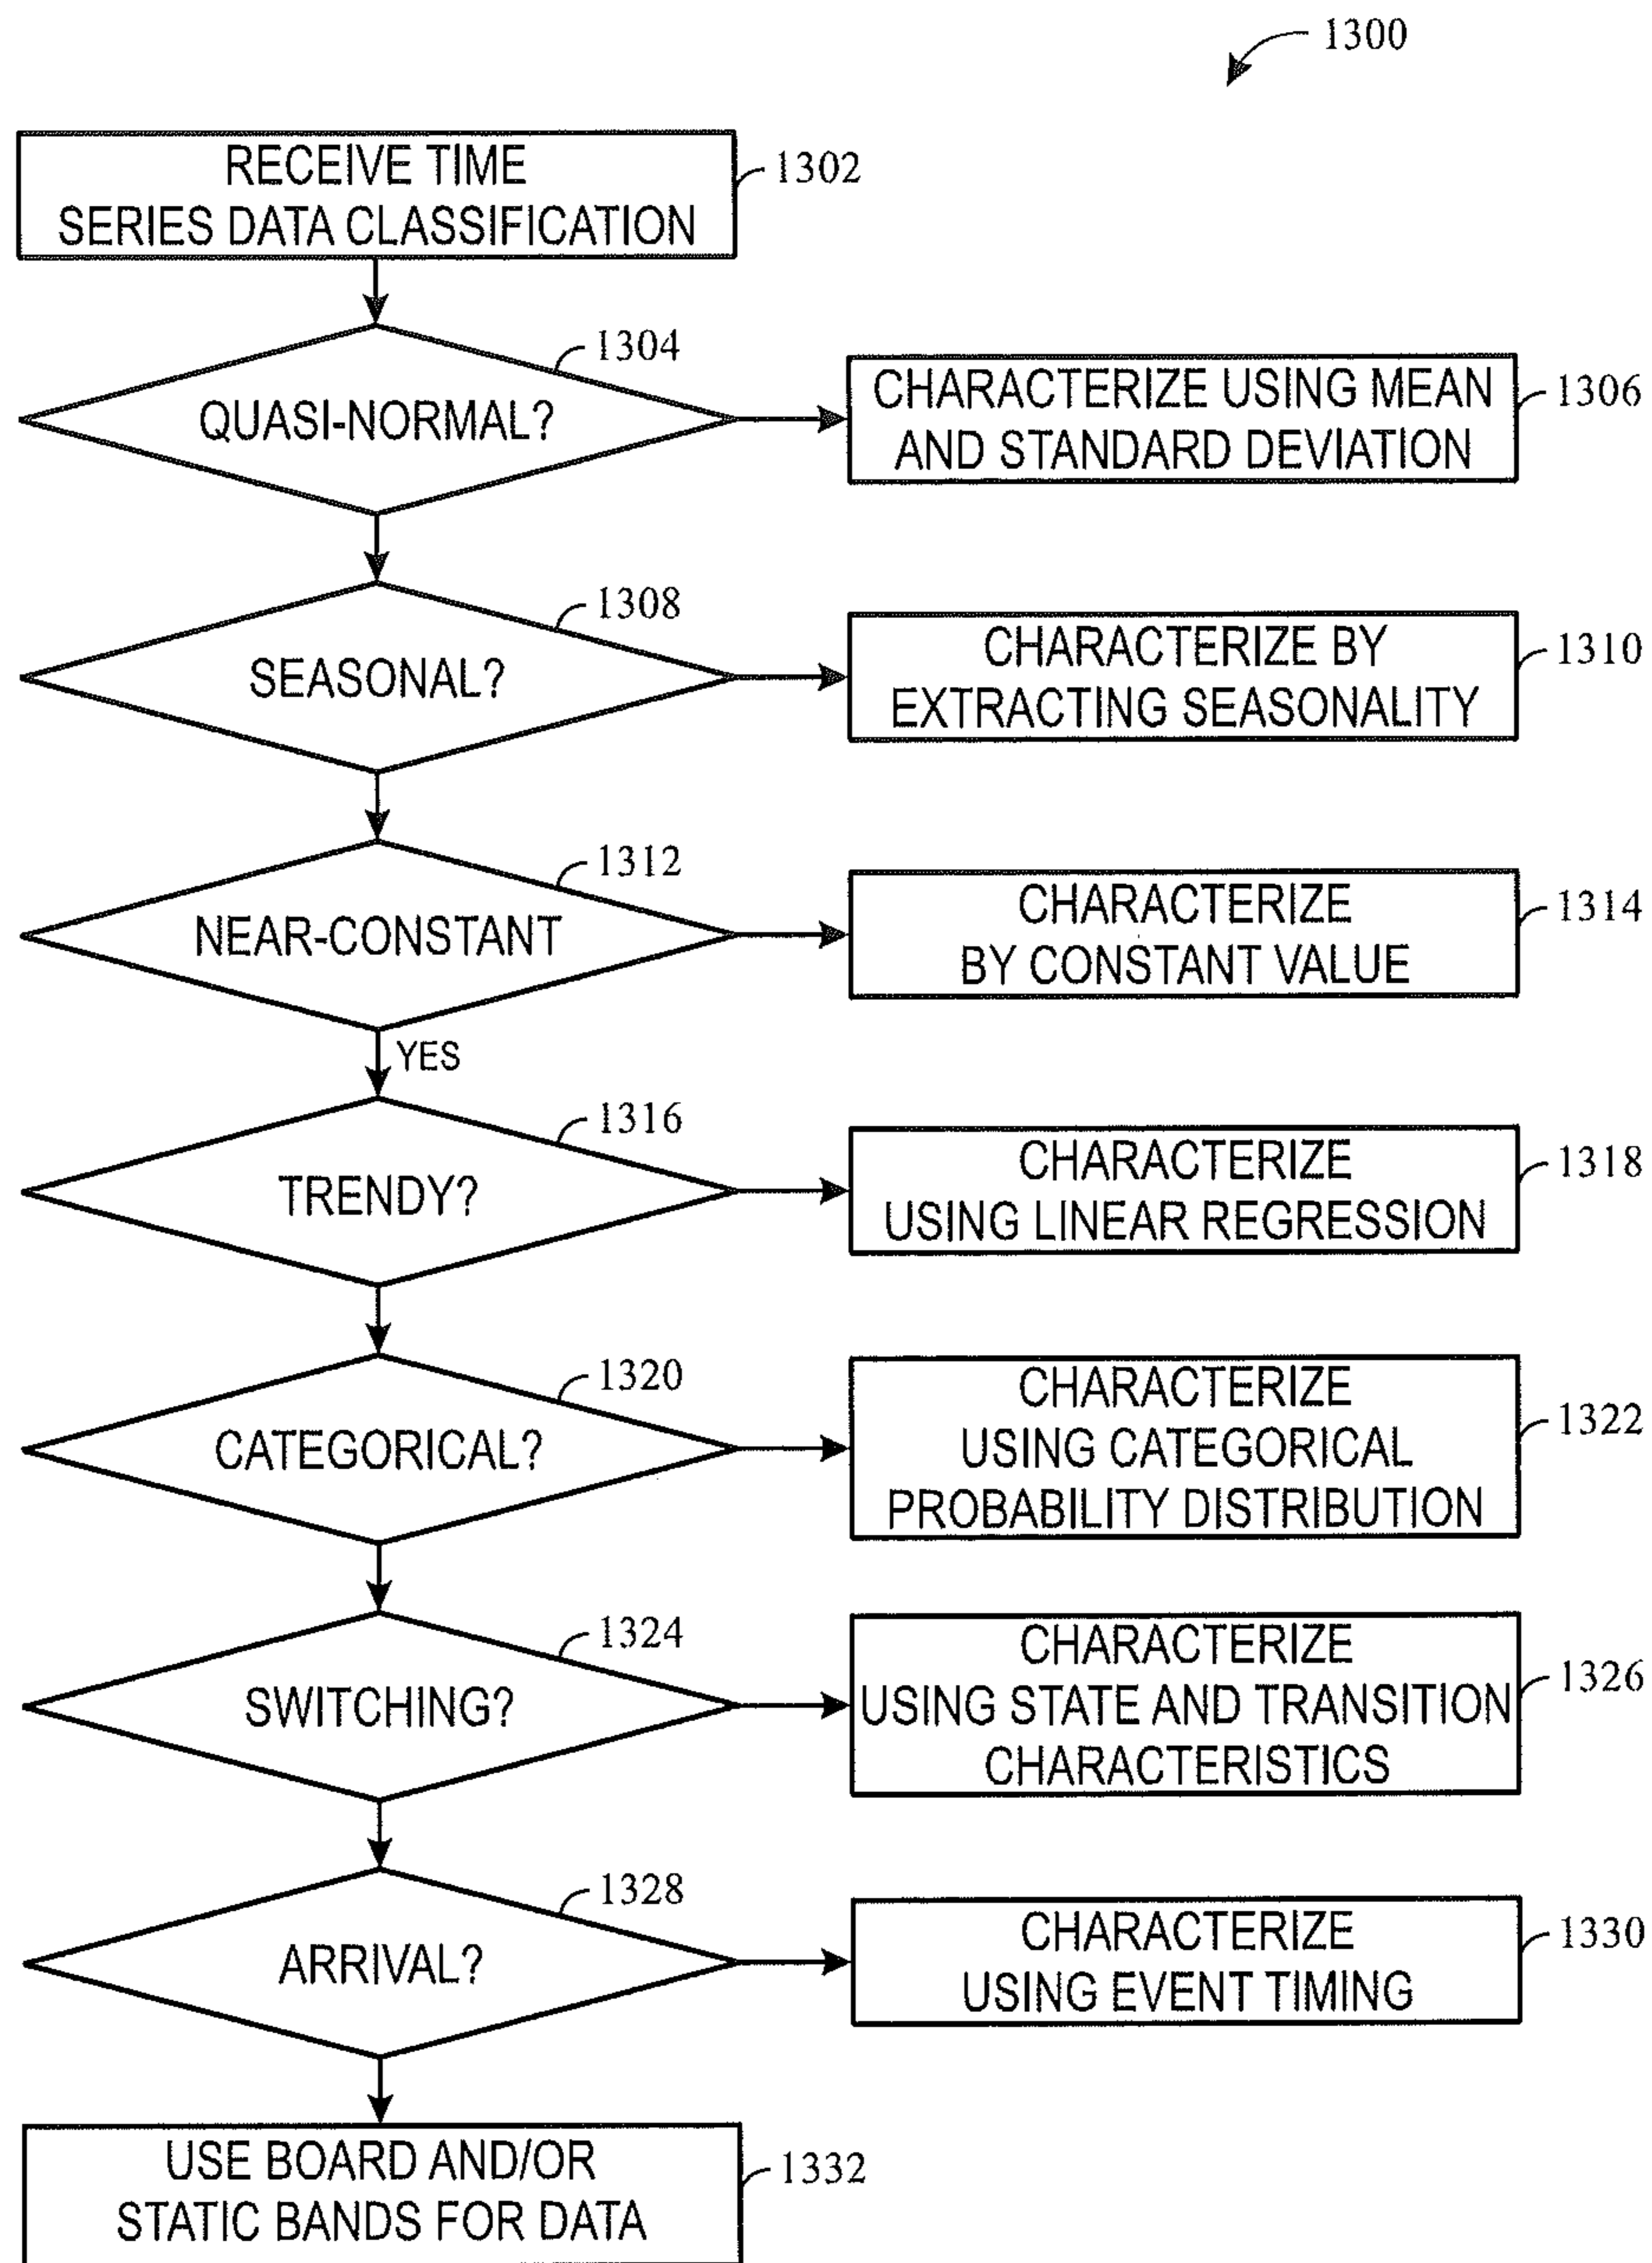 1300
RECEIVE TIME
SERIES DATA CLASSIFICATION
1302
QUASI-NORMAL?
1304
CHARACTERIZE USING MEAN
AND STANDARD DEVIATION
1306
SEASONAL?
1308
CHARACTERIZE BY
EXTRACTING SEASONALITY
1310
NEAR-CONSTANT
1312
CHARACTERIZE
BY CONSTANT VALUE
1314
YES
TRENDY?
1316
CHARACTERIZE
USING LINEAR REGRESSION
1318
CATEGORICAL?
1320
CHARACTERIZE
USING CATEGORICAL
PROBABILITY DISTRIBUTION
1322
SWITCHING?
1324
CHARACTERIZE
USING STATE AND TRANSITION
CHARACTERISTICS
1326
ARRIVAL?
1328
CHARACTERIZE
USING EVENT TIMING
1330
USE BOARD AND/OR
STATIC BANDS FOR DATA
1332